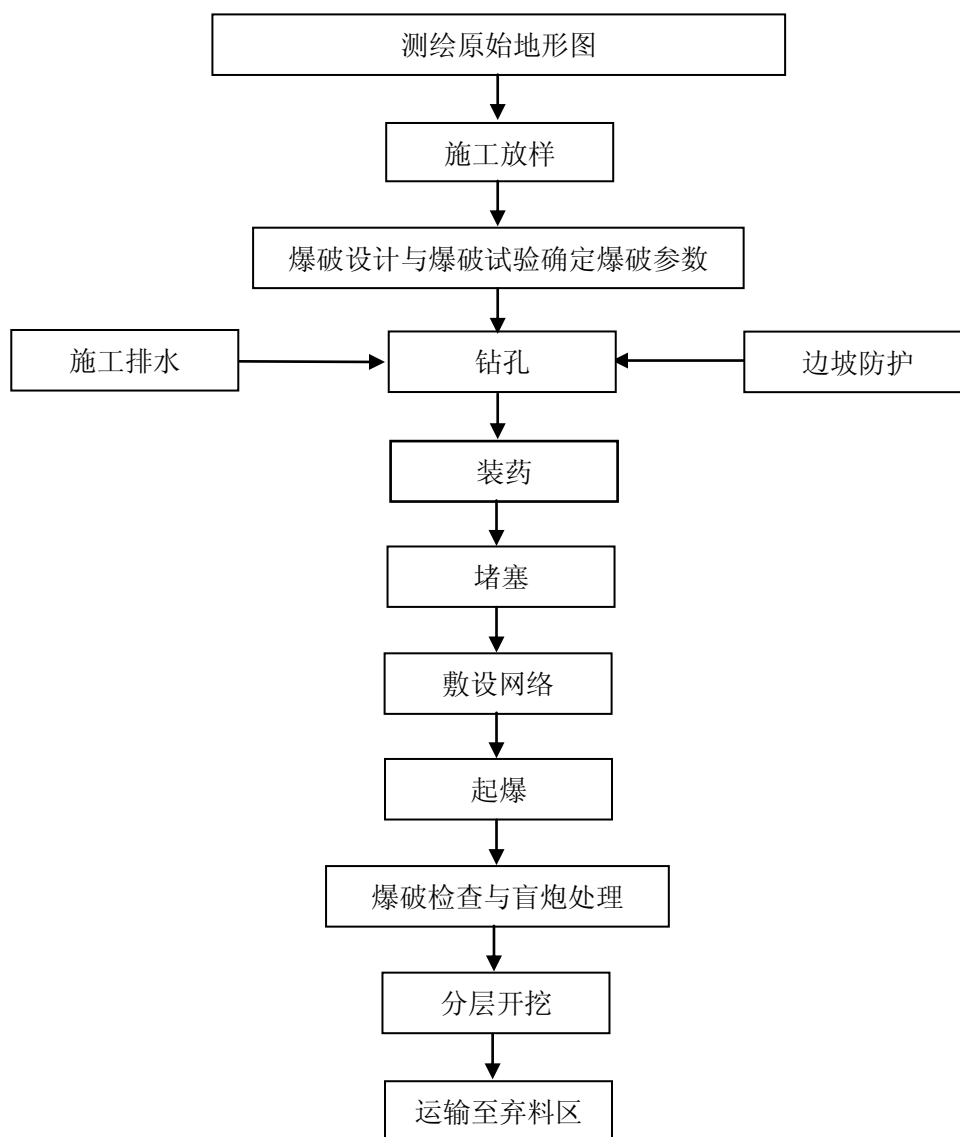 测绘原始地形图
施工放样
爆破设计与爆破试验确定爆破参数
施工排水
钻孔
边坡防护
装药
堵塞
敷设网络
起爆
爆破检查与盲炮处理
分层开挖
运输至弃料区